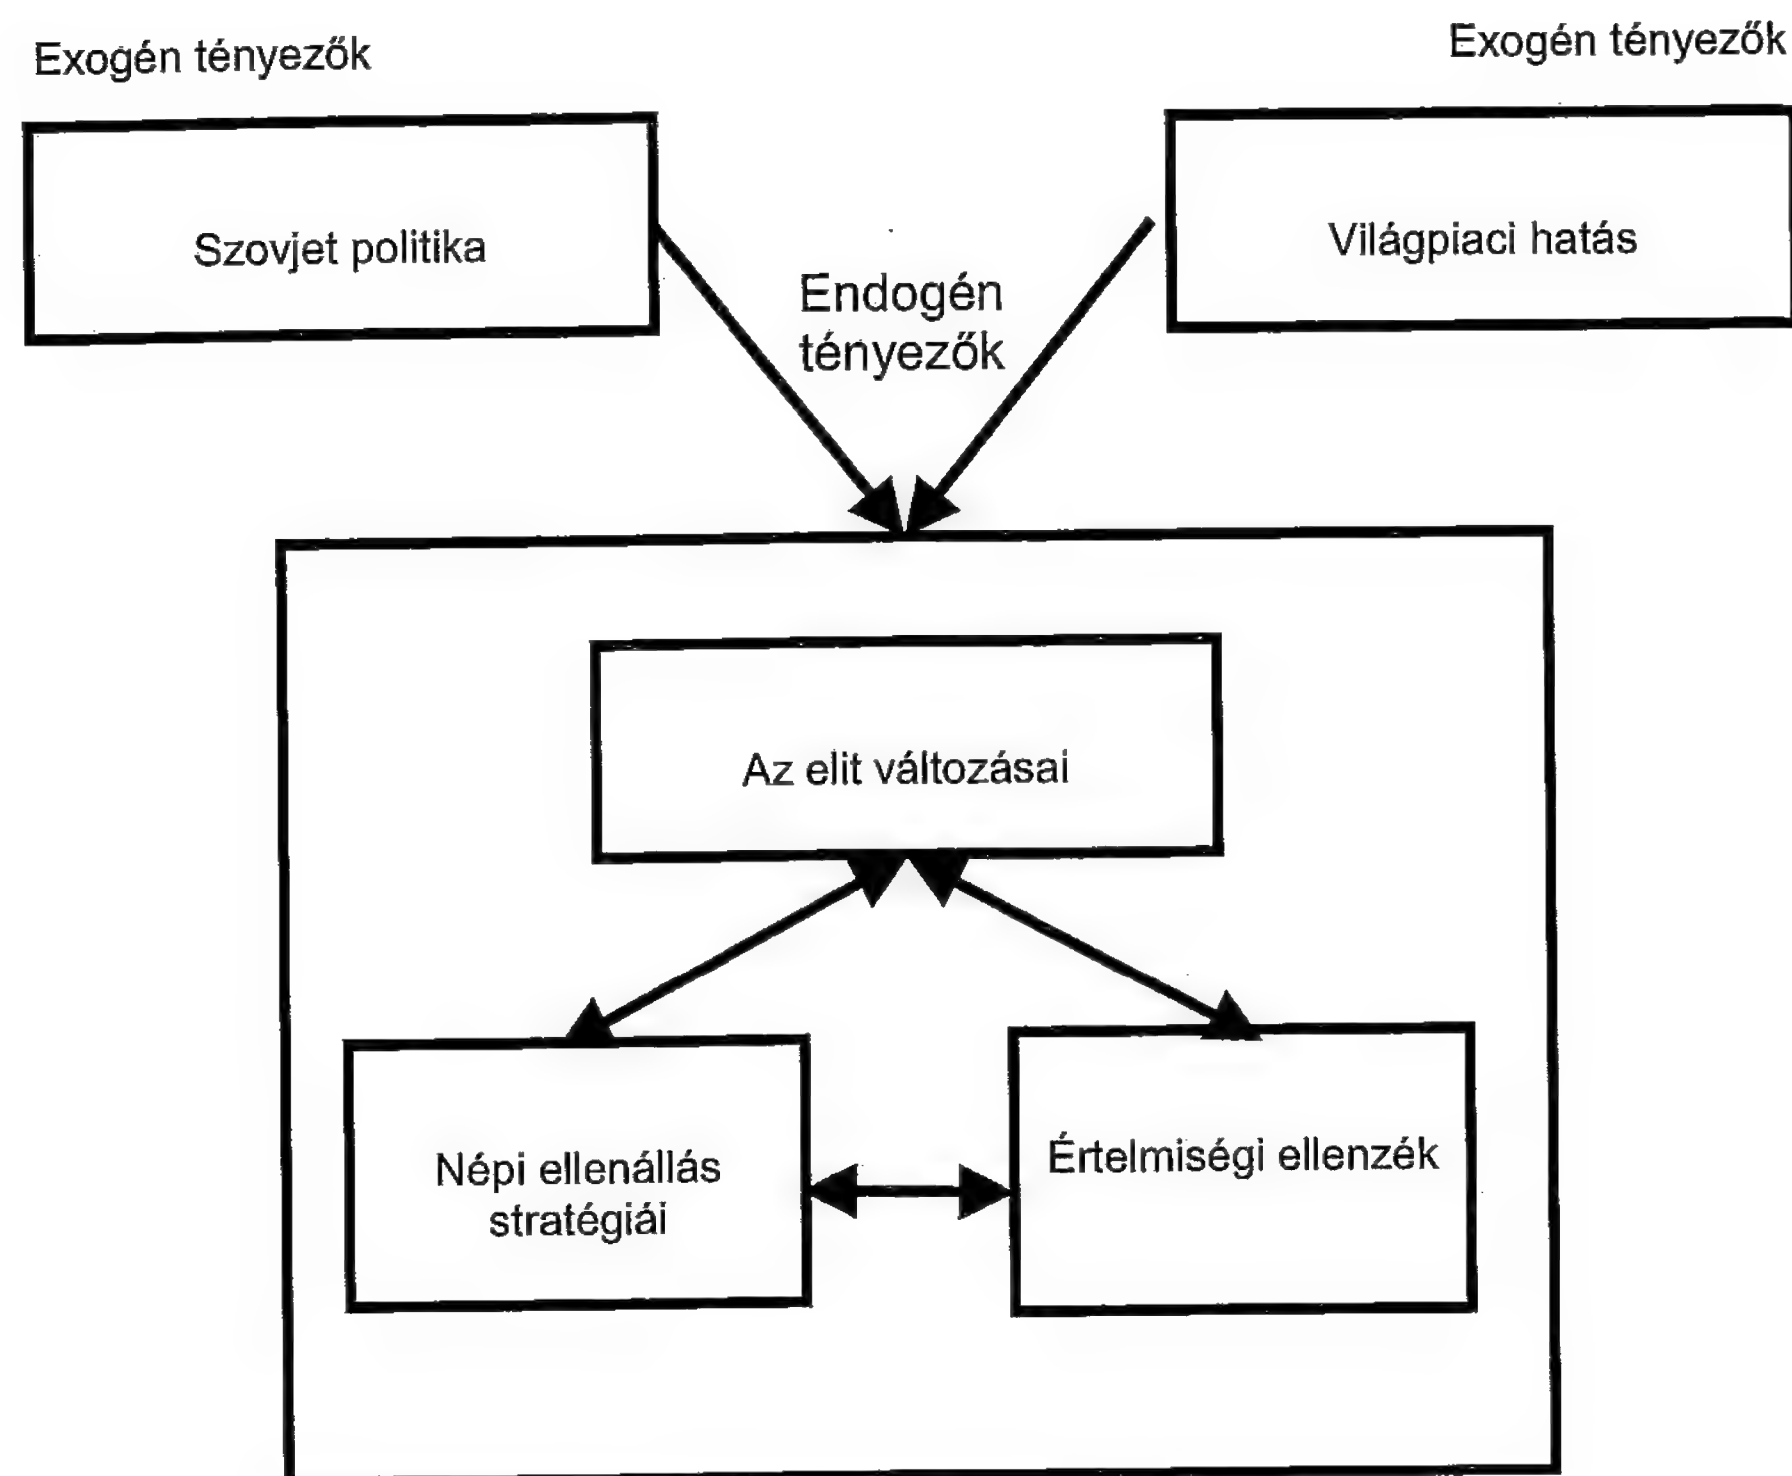 Exogén tényezők
Exogén tényezők
Szovjet politika
Világpiaci hatás
Endogén
tényezők
Az elit változásai
Népi ellenállás
stratégiái
Értelmiségi ellenzék